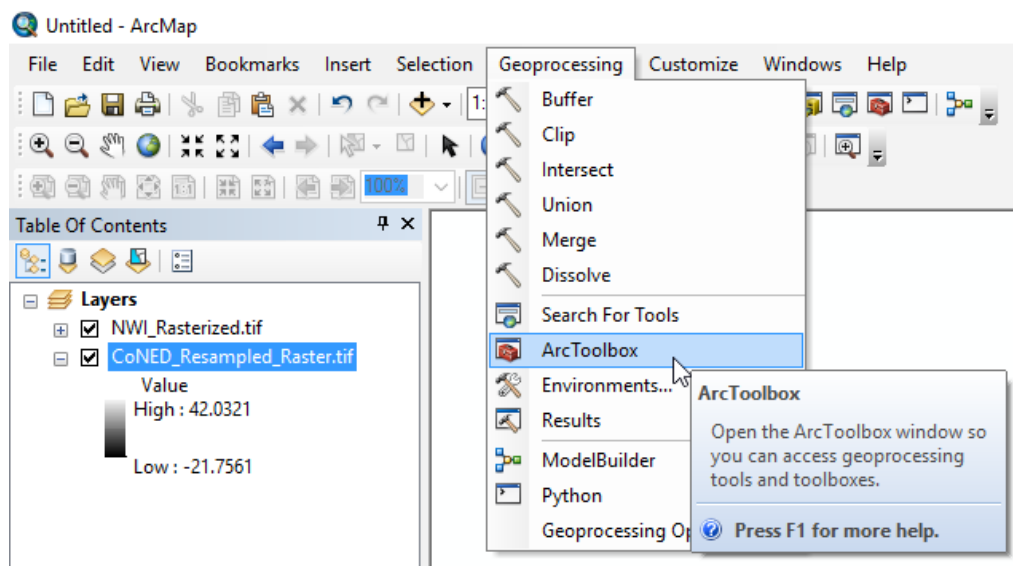 Untitled - ArcMap
File Edit View Bookmarks Insert Selection Geoprocessing Customize Windows Help
1:
100%
Table Of Contents
Layers
NWI_Rasterized.tif
CoNED_Resampled_Raster.tif
Value
High : 42.0321
Low : -21.7561
Buffer
Clip
Intersect
Union
Merge
Dissolve
Search For Tools
ArcToolbox
Environments...
Results
ModelBuilder
Python
Geoprocessing Op
ArcToolbox
Open the ArcToolbox window so
you can access geoprocessing
tools and toolboxes.
Press F1 for more help.